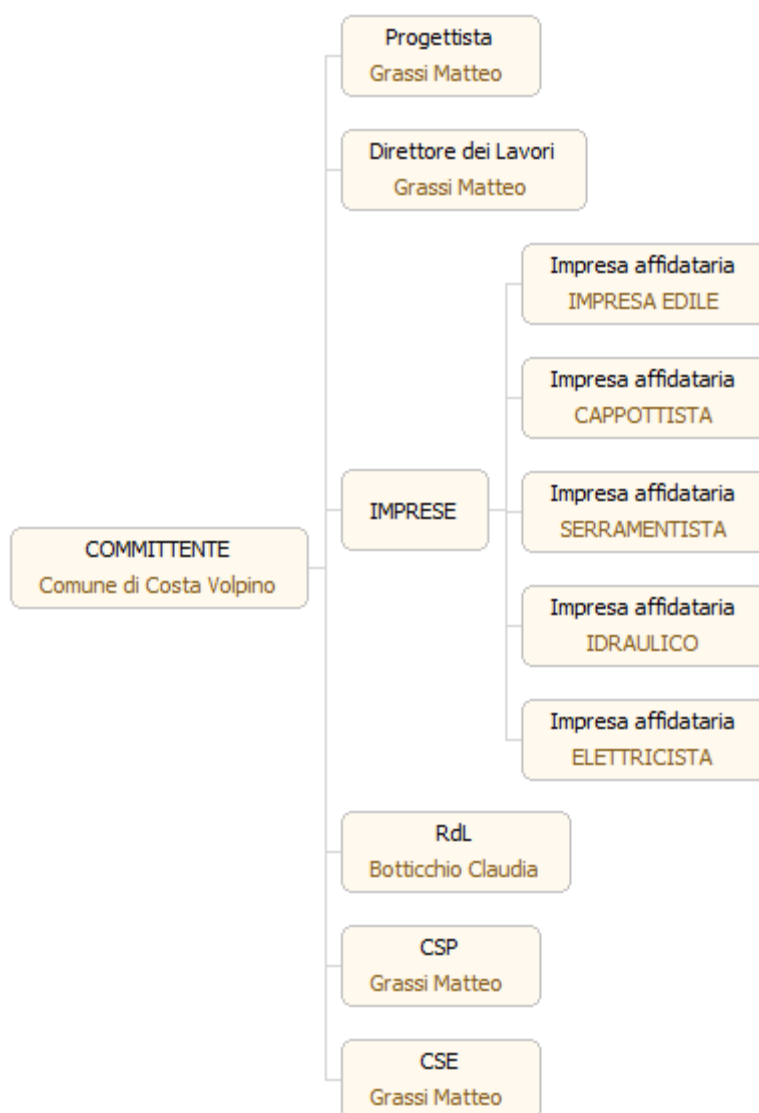 Progettista
Grassi Matteo
Direttore dei Lavori
Grassi Matteo
Impresa affidataria
IMPRESA EDILE
Impresa affidataria
CAPPOTTISTA
IMPRESE
Impresa affidataria
SERRAMENTISTA
COMMITTENTE
Comune di Costa Volpino
Impresa affidataria
IDRAULICO
Impresa affidataria
ELETTRICISTA
RdL
Botticchio Claudia
CSP
Grassi Matteo
CSE
Grassi Matteo